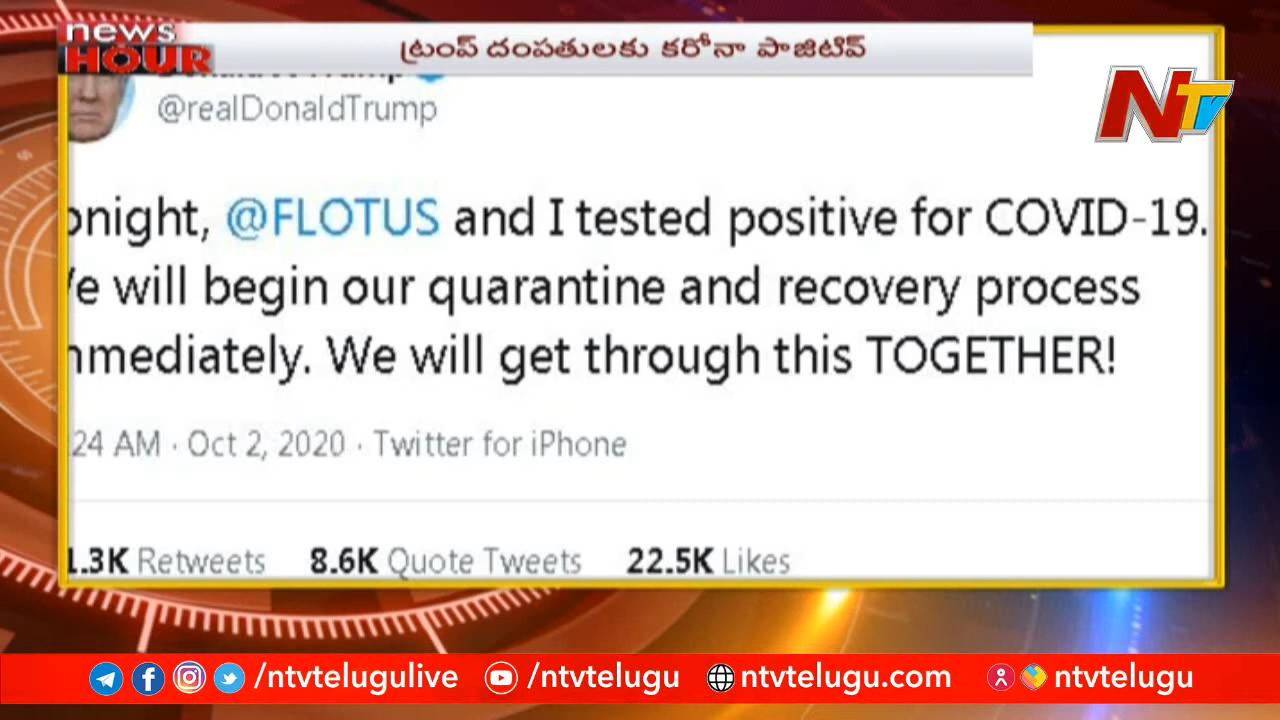 news
HOUR
ట్రంప్ దంపతులకు కరోనా పాజిటివ్
NTv
@realDonaldTrump
onight, @FLOTUS and I tested positive for COVID-19.
e will begin our quarantine and recovery process
mmediately. We will get through this TOGETHER!
24 AM · Oct 2, 2020 · Twitter for iPhone
1.3K Retweets 8.6K Quote Tweets 22.5K Likes
/ntvtelugulive /ntvtelugu ntvtelugu.com ntvtelugu